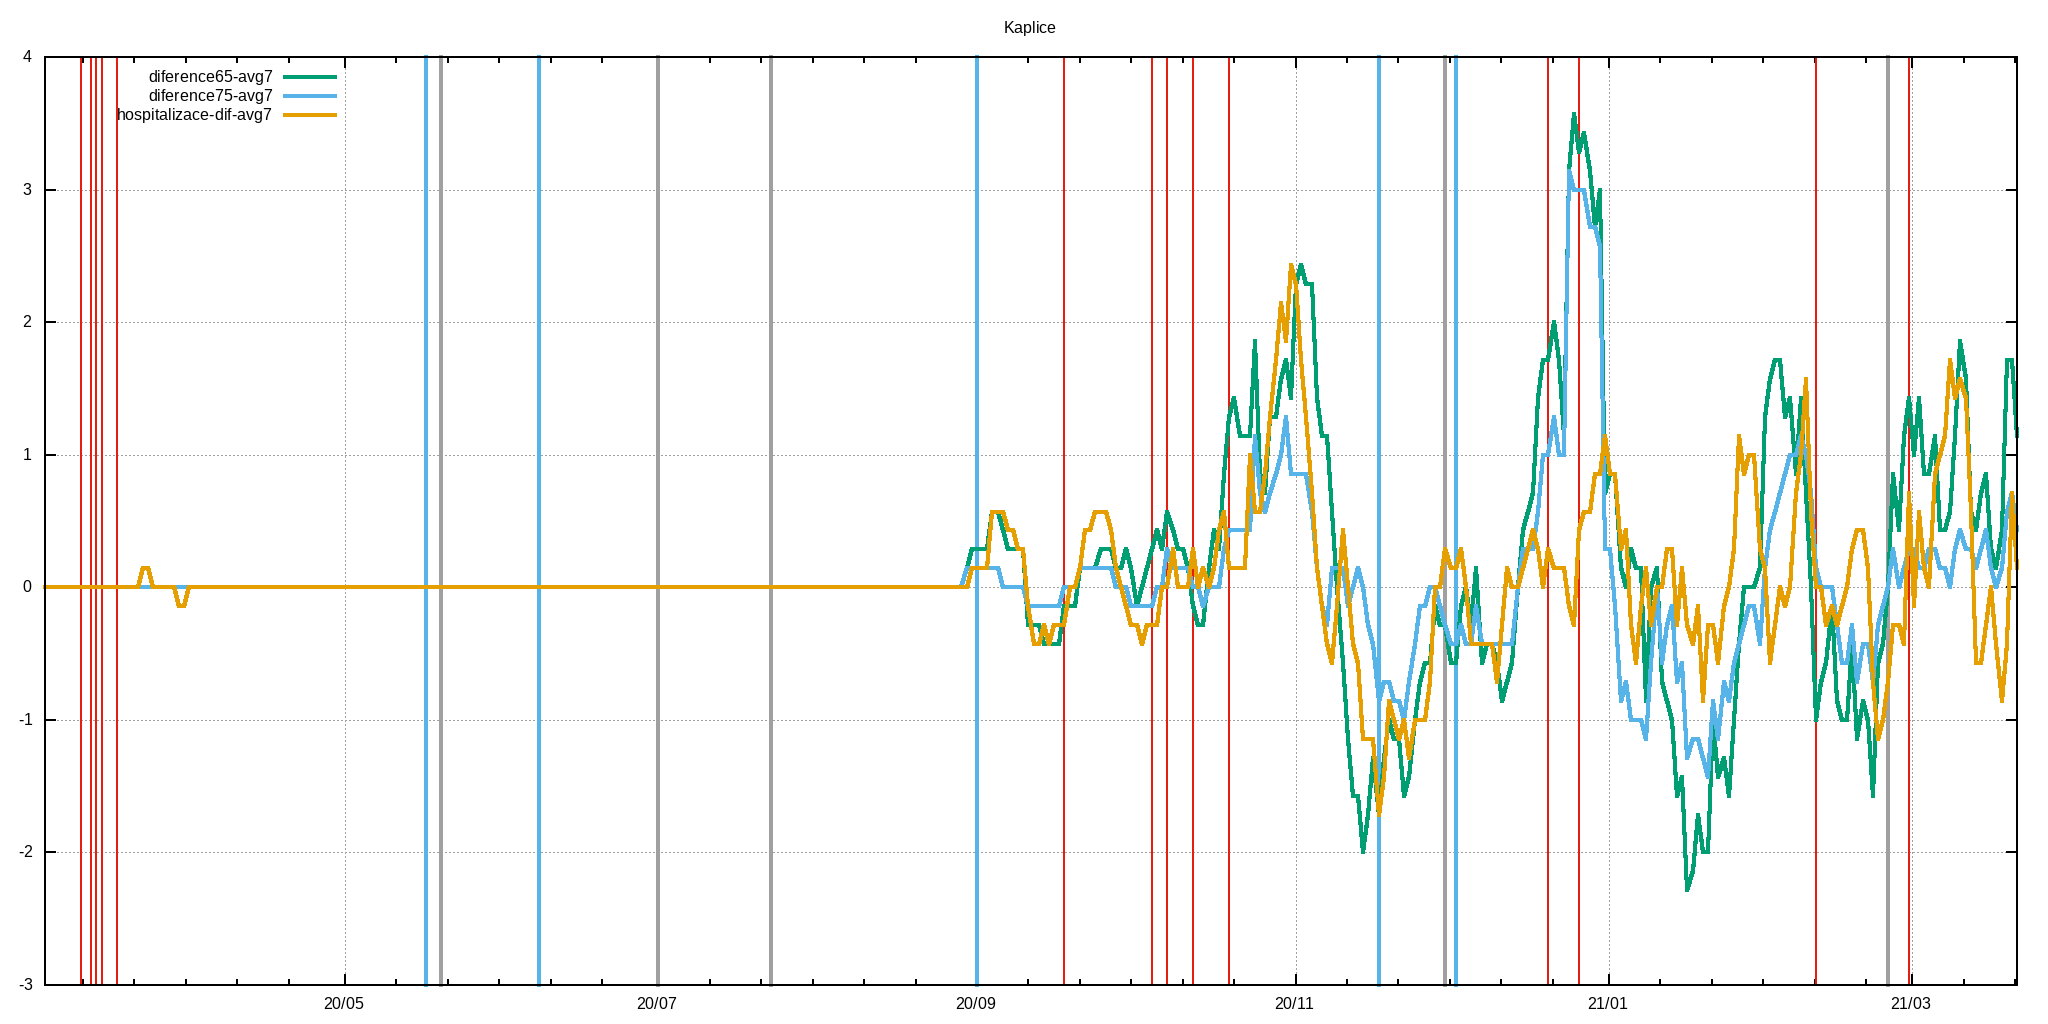 Kaplice
4
diference65-avg7
diference75-avg7
hospitalizace-dif-avg7
3
2
1
0
-1
-2
-3
20/05 20/07 20/09 20/11 21/01 21/03